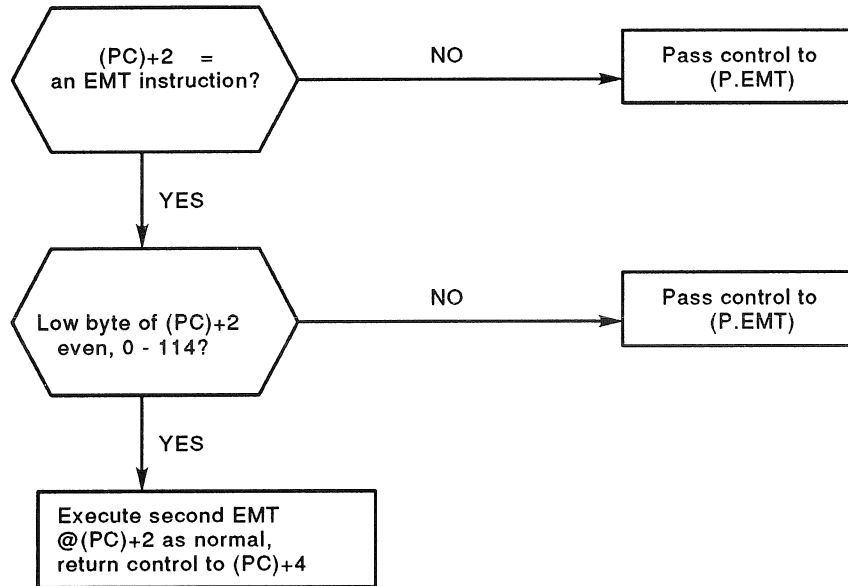 (PC)+2 =
an EMT instruction?
NO
Pass control to
(P.EMT)
YES
Low byte of (PC)+2
even, 0 - 114?
NO
Pass control to
(P.EMT)
YES
Execute second EMT
@(PC)+2 as normal,
return control to (PC)+4